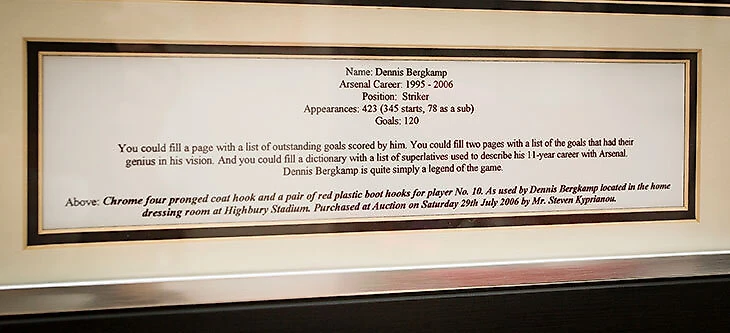 Name: Dennis Bergkamp
Arsenal Career: 1995 - 2006
Position: Striker
Appearances: 423 (345 starts, 78 as a sub)
Goals: 120
You could fill a page with a list of outstanding goals scored by him. You could fill two pages with a list of the goals that had their
genius in his vision. And you could fill a dictionary with a list of superlatives used to describe his 11-year career with Arsenal.
Dennis Bergkamp is quite simply a legend of the game.
Above: Chrome four pronged coat hook and a pair of red plastic boot hooks for player No. 10. As used by Dennis Bergkamp located in the home
dressing room at Highbury Stadium. Purchased at Auction on Saturday 29th July 2006 by Mr. Steven Kyprianou.